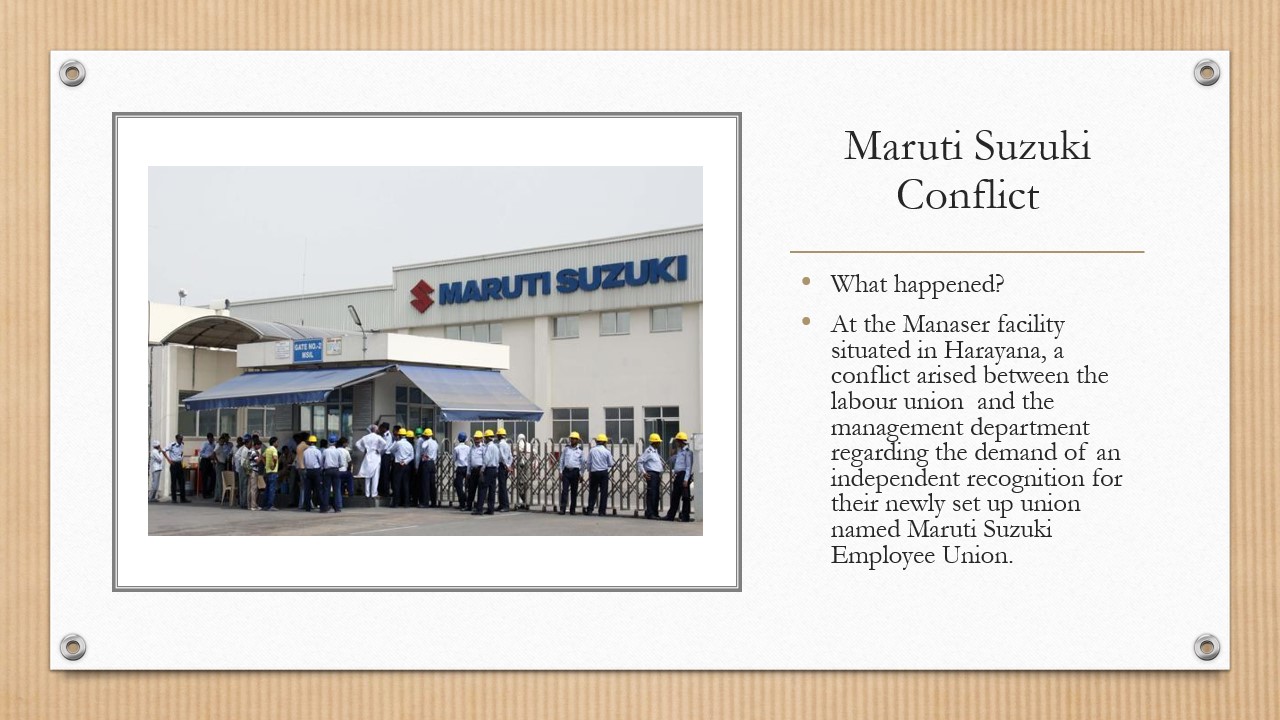 Maruti Suzuki
Conflict
MARUTI SUZUKI
GATE NO.-2
MSIL
What happened?
At the Manaser facility
situated in Harayana, a
conflict arised between the
labour union  and the
management department
regarding the demand of an
independent recognition for
their newly set up union
named Maruti Suzuki
Employee Union.